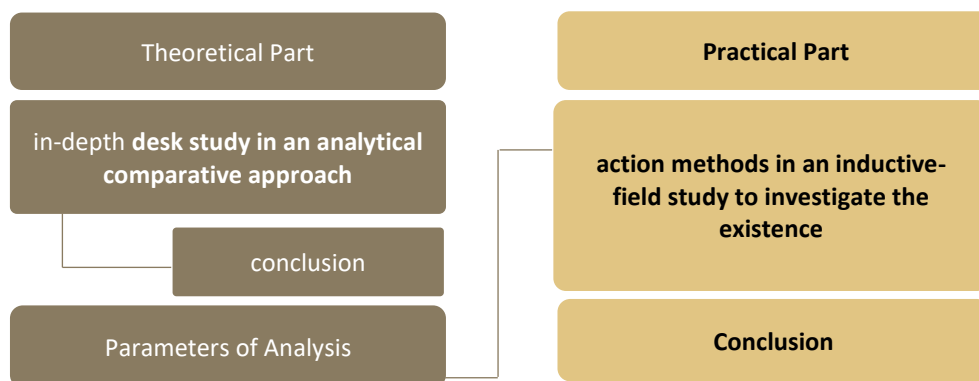 Theoretical Part
in-depth desk study in an analytical
comparative approach
conclusion
Parameters of Analysis
Practical Part
action methods in an inductive-
field study to investigate the
existence
Conclusion